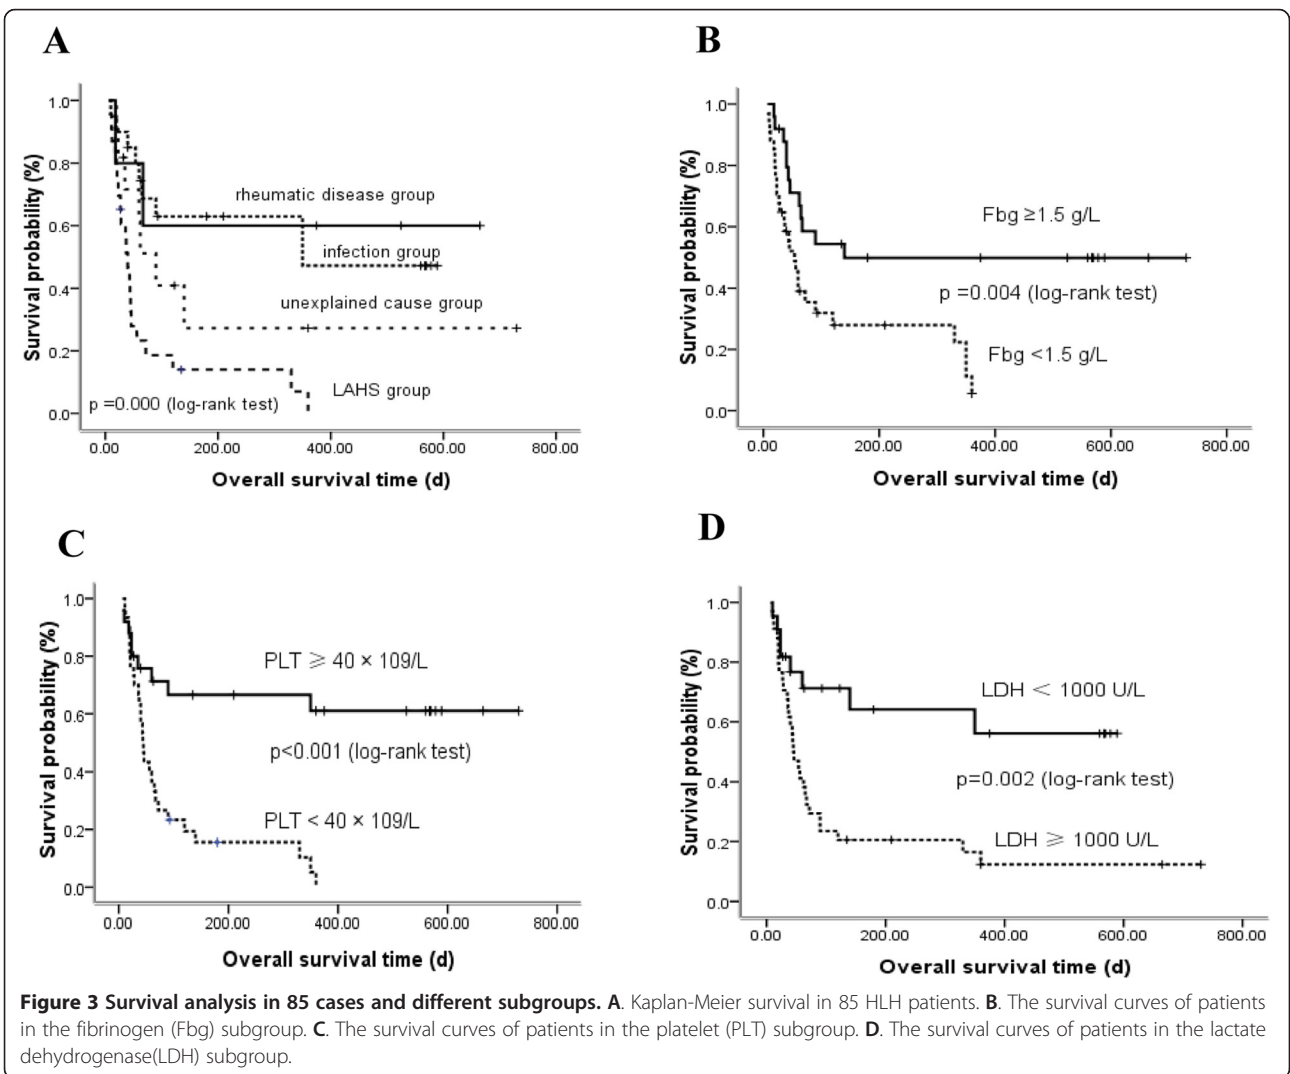 A
1.0
0.8
0.6
0.4
0.2
0.0
Survival probability (%)
rheumatic disease group
infection group
unexplained cause group
LAHS group
p =0.000 (log-rank test)
0.00 200.00 400.00 600.00 800.00
Overall survival time (d)
B
1.0
0.8
0.6
0.4
0.2
0.0
Survival probability (%)
Fbg ≥1.5 g/L
p =0.004 (log-rank test)
Fbg <1.5 g/L
0.00 200.00 400.00 600.00 800.00
Overall survival time (d)
C
1.0
0.8
0.6
0.4
0.2
0.0
Survival probability (%)
PLT ⩾ 40 × 109/L
p<0.001 (log-rank test)
PLT < 40 × 109/L
0.00 200.00 400.00 600.00 800.00
Overall survival time (d)
D
1.0
0.8
0.6
0.4
0.2
0.0
Survival probability (%)
LDH < 1000 U/L
p=0.002 (log-rank test)
LDH ⩾ 1000 U/L
0.00 200.00 400.00 600.00 800.00
Overall survival time (d)
Figure 3 Survival analysis in 85 cases and different subgroups. A. Kaplan-Meier survival in 85 HLH patients. B. The survival curves of patients
in the fibrinogen (Fbg) subgroup. C. The survival curves of patients in the platelet (PLT) subgroup. D. The survival curves of patients in the lactate
dehydrogenase(LDH) subgroup.